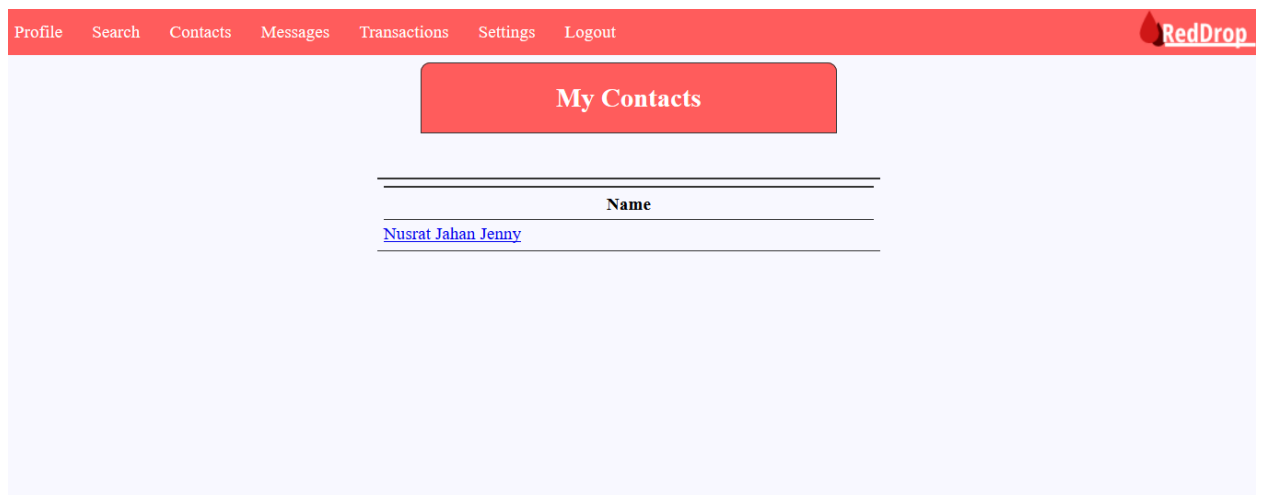 Profile Search Contacts Messages Transactions Settings Logout RedDrop
My Contacts
Name
Nusrat Jahan Jenny